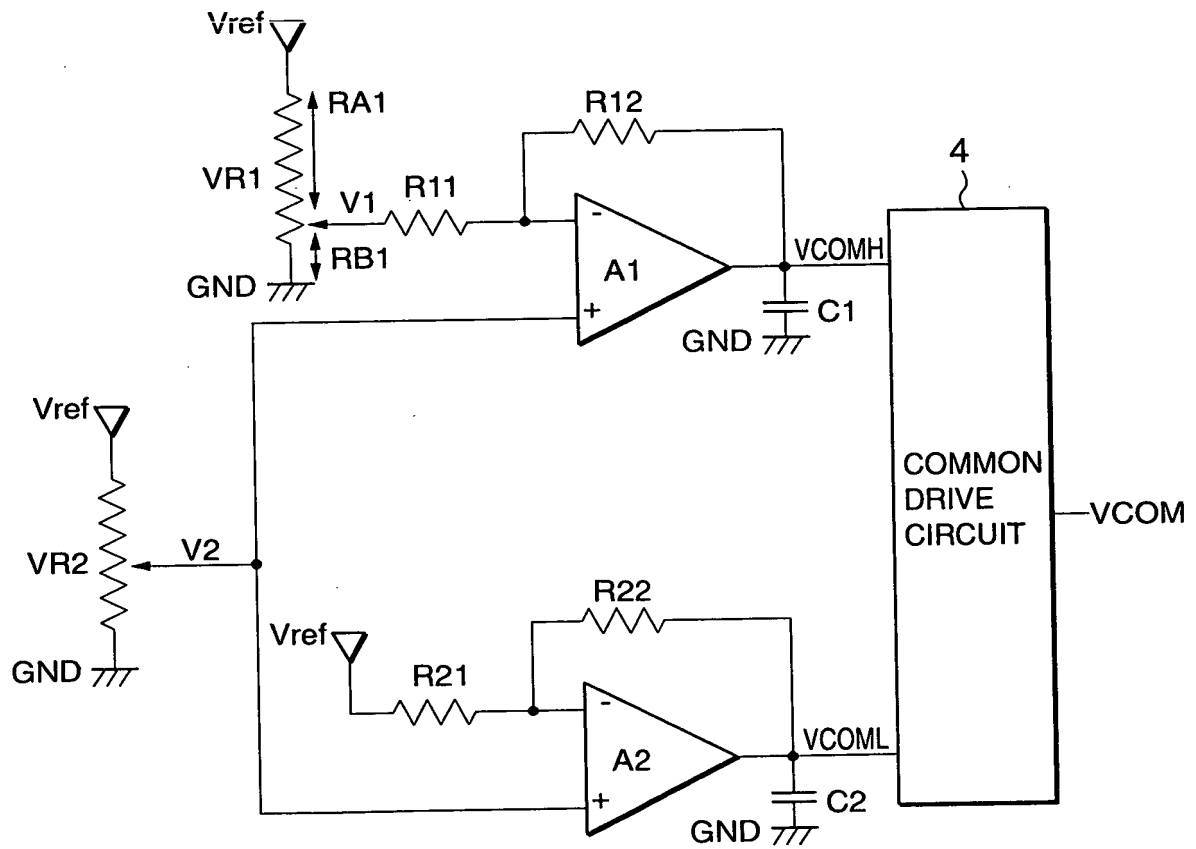 Vref
RA1
R12
4
VR1
V1
R11
RB1
GND
-
A1
+
VCOMH
C1
GND
Vref
COMMON
DRIVE
CIRCUIT
VCOM
V2
VR2
R22
Vref
R21
GND
-
A2
+
VCOML
C2
GND